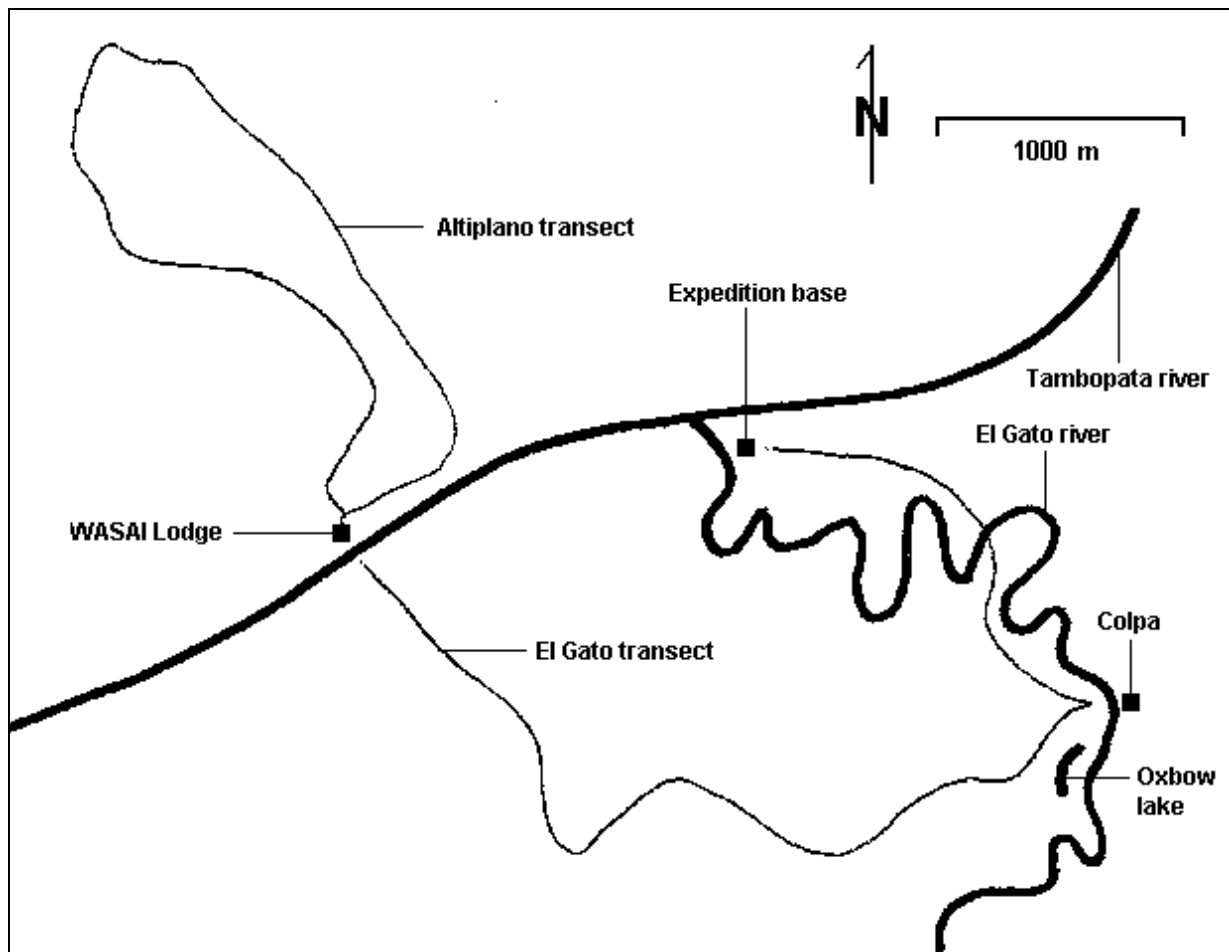 N
1000 m
Altiplano transect
Expedition base
Tambopata river
El Gato river
WASAI Lodge
Colpa
El Gato transect
Oxbow
lake